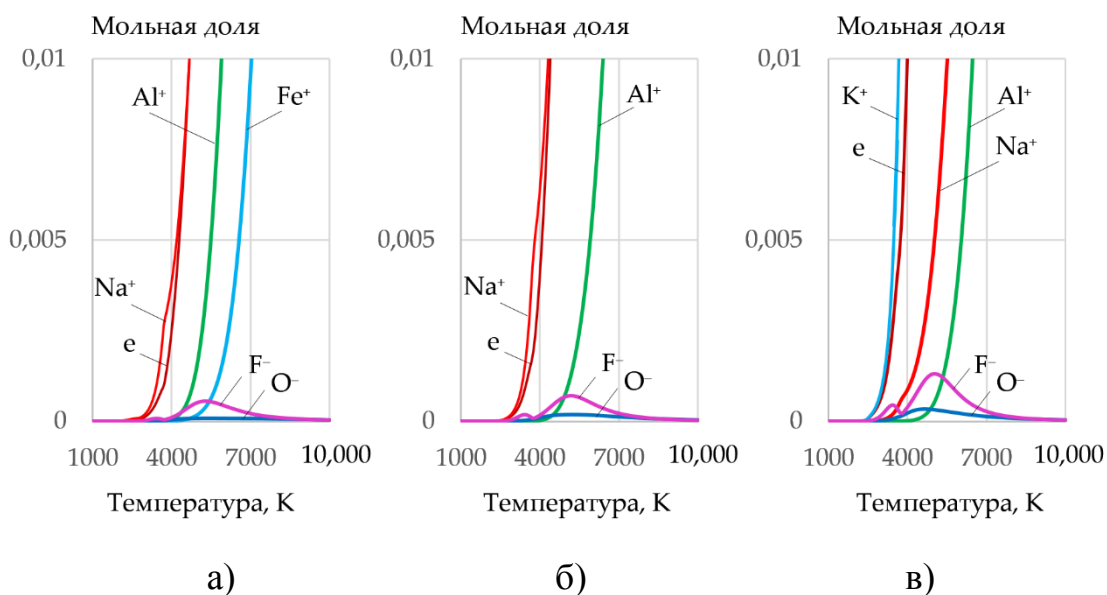 Мольная доля
0,01
Al⁺
Fe⁺
0,005
Na⁺
e
F⁻
O⁻
0
1000 4000 7000 10,000
Температура, К
а)
Мольная доля
0,01
Al⁺
0,005
Na⁺
e
F⁻
O⁻
0
1000 4000 7000 10,000
Температура, К
б)
Мольная доля
0,01
K⁺
Al⁺
e
Na⁺
0,005
F⁻
O⁻
0
1000 4000 7000 10,000
Температура, К
в)